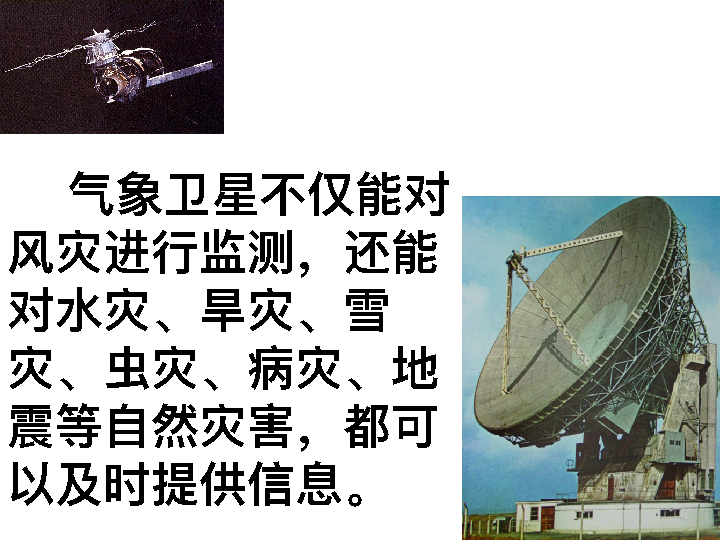 气象卫星不仅能对
风灾进行监测，还能
对水灾、旱灾、雪
灾、虫灾、病灾、地
震等自然灾害，都可
以及时提供信息。